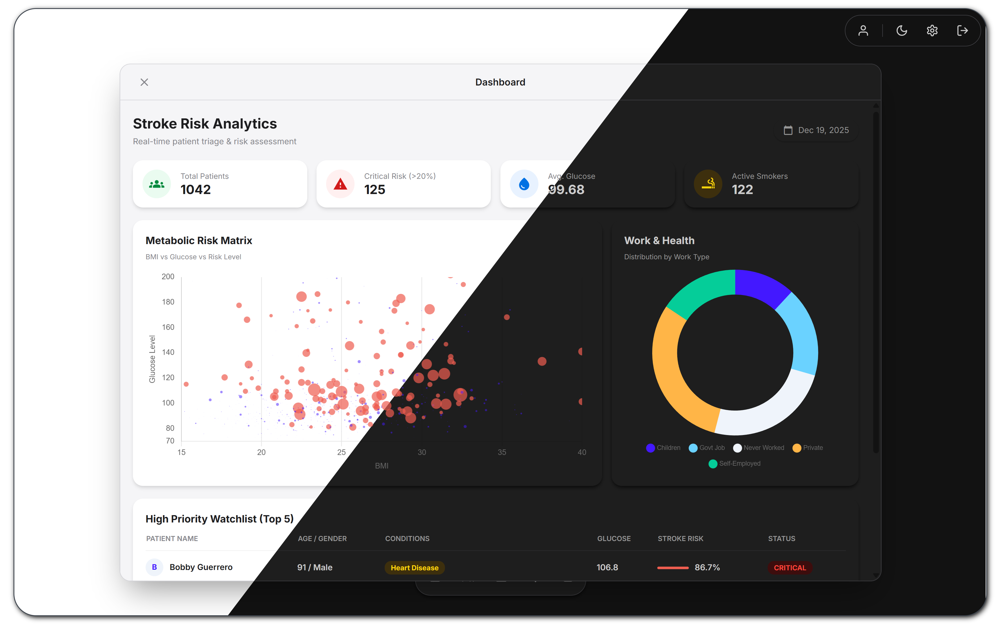 Dashboard
Stroke Risk Analytics
Real-time patient triage & risk assessment
Dec 19, 2025
Total Patients
1042
Critical Risk (>20%)
125
Avg. Glucose
99.68
Active Smokers
122
Metabolic Risk Matrix
BMI vs Glucose vs Risk Level
200
180
160
140
120
100
80
70
Glucose Level
15 20 25 30 35 40
BMI
Work & Health
Distribution by Work Type
Children Govt Job Never Worked Private
Self-Employed
High Priority Watchlist (Top 5)
PATIENT NAME AGE / GENDER CONDITIONS GLUCOSE STROKE RISK STATUS
B Bobby Guerrero 91 / Male Heart Disease 106.8 86.7% CRITICAL